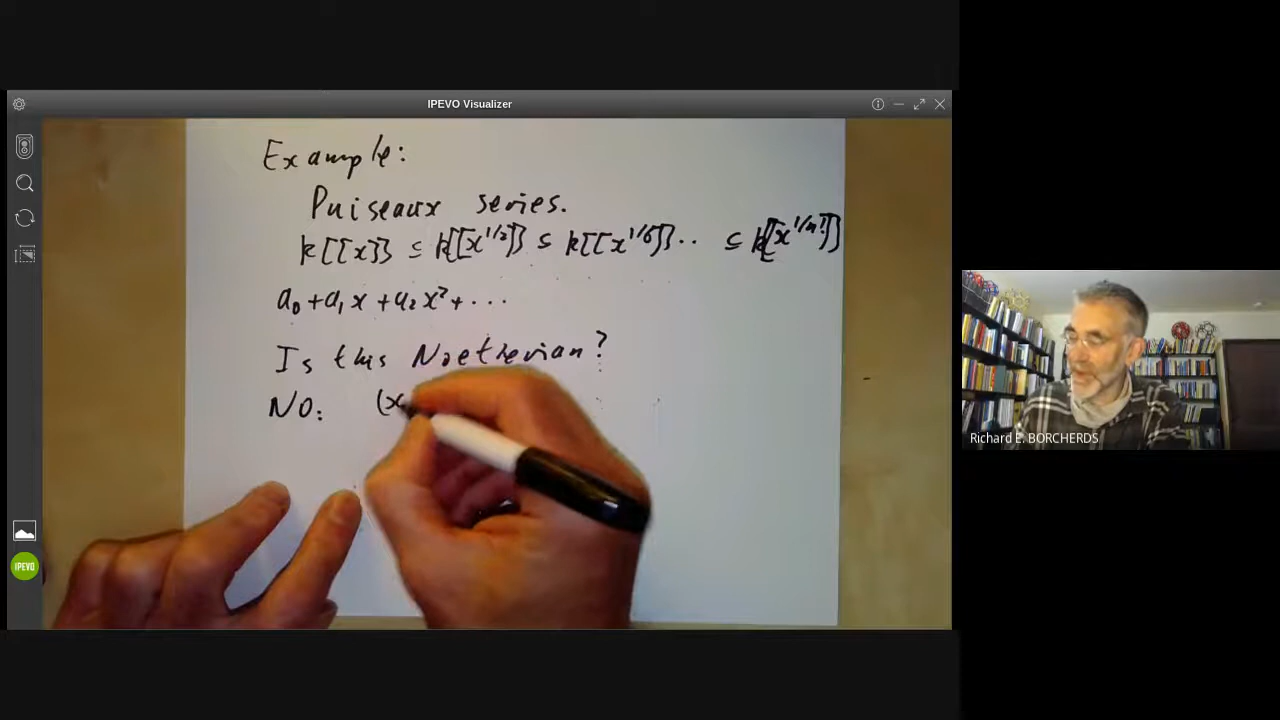 IPEVO Visualizer
Example:
Puiseaux series.
k[[x]] ⊆ k[[x^{1/2}]] ⊆ k[[x^{1/6}]] .. ⊆ k[[x^{1/n!}]]
a₀ + a₁x + a₂x² + ...
Is this Noetherian?
NO: (x
Richard E. BORCHERDS
IPEVO